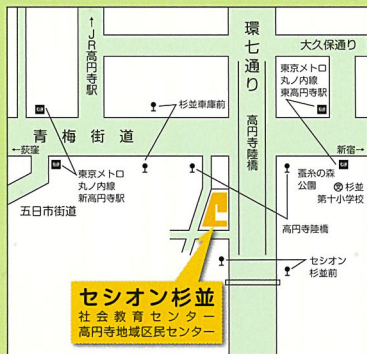 ←JR高円寺駅
環七通り
大久保通り
東京メトロ
丸ノ内線
東高円寺駅
杉並車庫前
高円寺陸橋
青梅街道
←荻窪
新宿→
東京メトロ
丸ノ内線
新高円寺駅
蚕糸の森
公園
文 杉並
第十小学校
五日市街道
高円寺陸橋
セシオン
杉並前
セシオン杉並
社会教育センター
高円寺地域区民センター